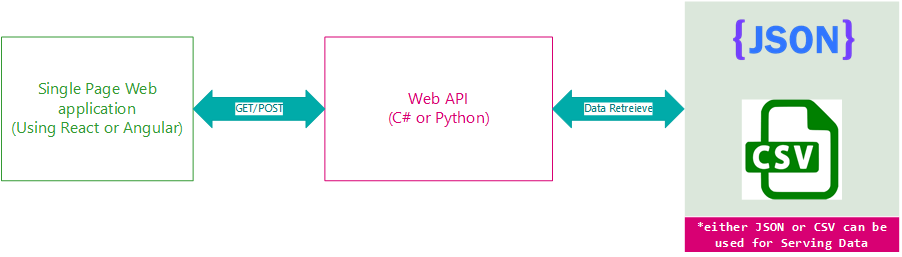 Single Page Web
application
(Using React or Angular)
GET/POST
Web API
(C# or Python)
Data Retreieve
{JSON}
CSV
*either JSON or CSV can be
used for Serving Data